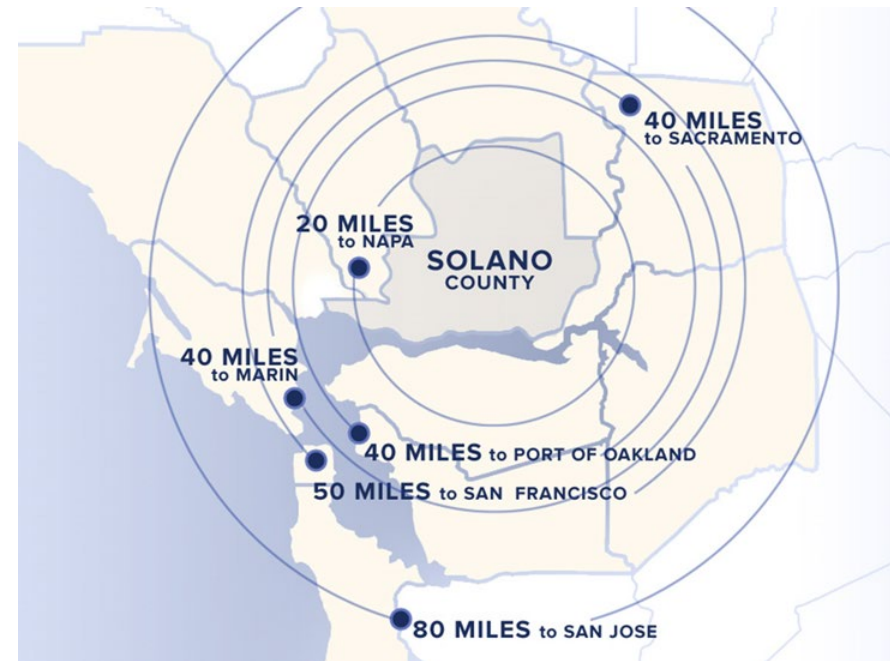 40 MILES
to SACRAMENTO
20 MILES
to NAPA
SOLANO
COUNTY
40 MILES
to MARIN
40 MILES to PORT OF OAKLAND
50 MILES to SAN FRANCISCO
80 MILES to SAN JOSE